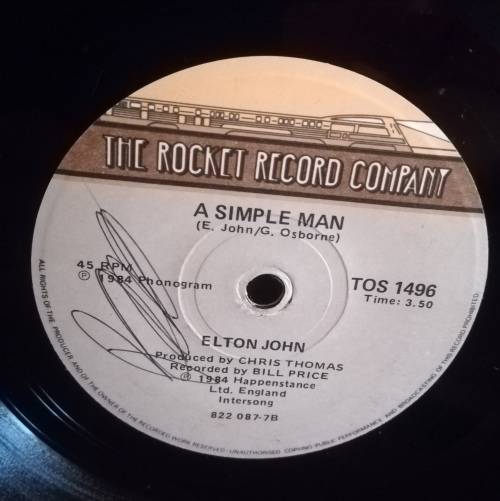 THE ROCKET RECORD COMPANY
A SIMPLE MAN
(E. John/G. Osborne)
45 RPM
Ⓟ 1984 Phonogram
TOS 1496
Time: 3.50
ELTON JOHN
Produced by CHRIS THOMAS
Recorded by BILL PRICE
Ⓟ 1984 Happenstance
Ltd. England
Intersong
822 087-7B
ALL RIGHTS OF THE PRODUCER AND OF THE OWNER OF THE RECORDED WORK RESERVED · UNAUTHORISED COPYING PUBLIC PERFORMANCE AND BROADCASTING OF THIS RECORD PROHIBITED